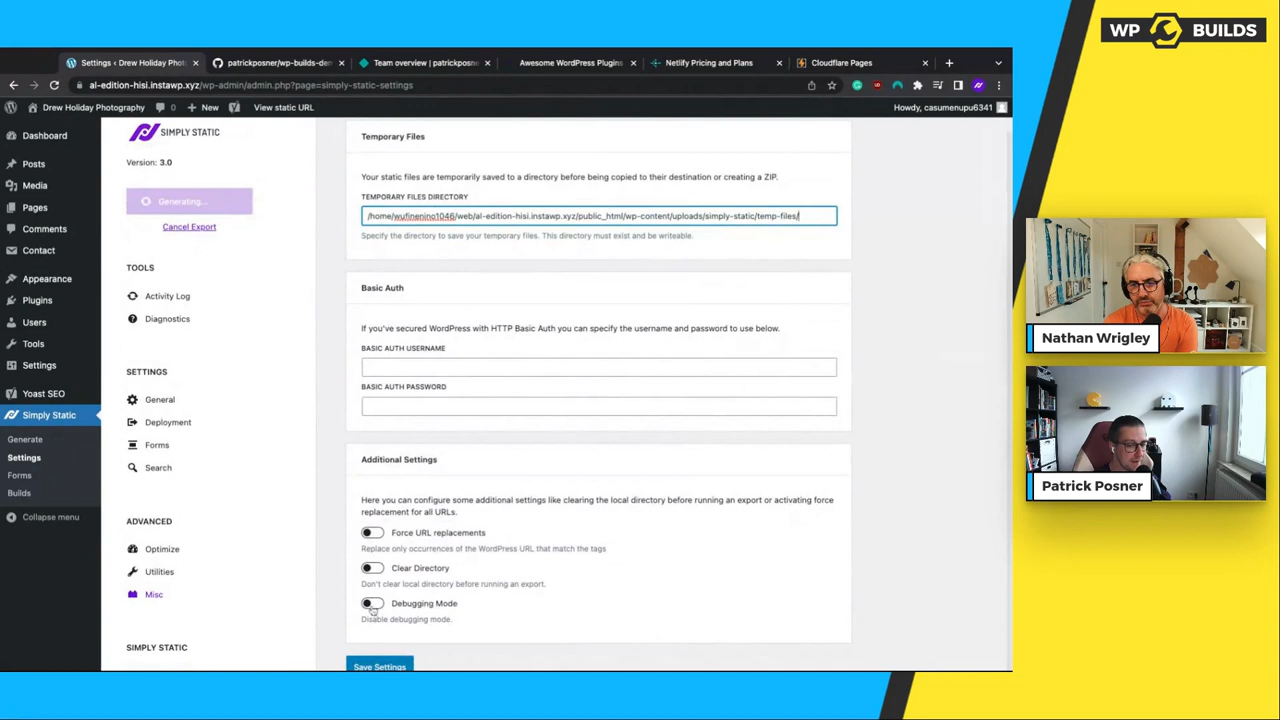 WP BUILDS
Settings ‹ Drew Holiday Phot
patrickposner/wp-builds-den
Team overview | patrickposne
Awesome WordPress Plugins
Netlify Pricing and Plans
Cloudflare Pages
al-edition-hisi.instawp.xyz/wp-admin/admin.php?page=simply-static-settings
Drew Holiday Photography
0
New
View static URL
Howdy, casumenupu6341
Dashboard
Posts
Media
Pages
Comments
Contact
Appearance
Plugins
Users
Tools
Settings
Yoast SEO
Simply Static
Generate
Settings
Forms
Builds
Collapse menu
SIMPLY STATIC
Version: 3.0
Generating...
Cancel Export
TOOLS
Activity Log
Diagnostics
SETTINGS
General
Deployment
Forms
Search
ADVANCED
Optimize
Utilities
Misc
SIMPLY STATIC
Temporary Files
Your static files are temporarily saved to a directory before being copied to their destination or creating a ZIP.
TEMPORARY FILES DIRECTORY
/home/wufinenino1046/web/al-edition-hisi.instawp.xyz/public_html/wp-content/uploads/simply-static/temp-files/
Specify the directory to save your temporary files. This directory must exist and be writeable.
Basic Auth
If you've secured WordPress with HTTP Basic Auth you can specify the username and password to use below.
BASIC AUTH USERNAME
BASIC AUTH PASSWORD
Additional Settings
Here you can configure some additional settings like clearing the local directory before running an export or activating force
replacement for all URLs.
Force URL replacements
Replace only occurrences of the WordPress URL that match the tags
Clear Directory
Don't clear local directory before running an export.
Debugging Mode
Disable debugging mode.
Save Settings
Nathan Wrigley
Patrick Posner